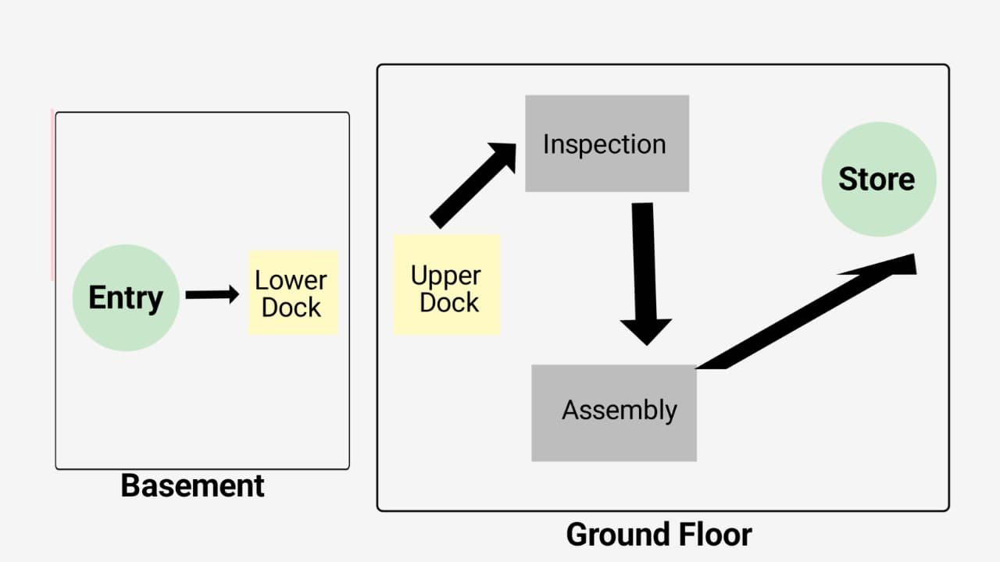 Entry
Lower
Dock
Basement
Inspection
Store
Upper
Dock
Assembly
Ground Floor